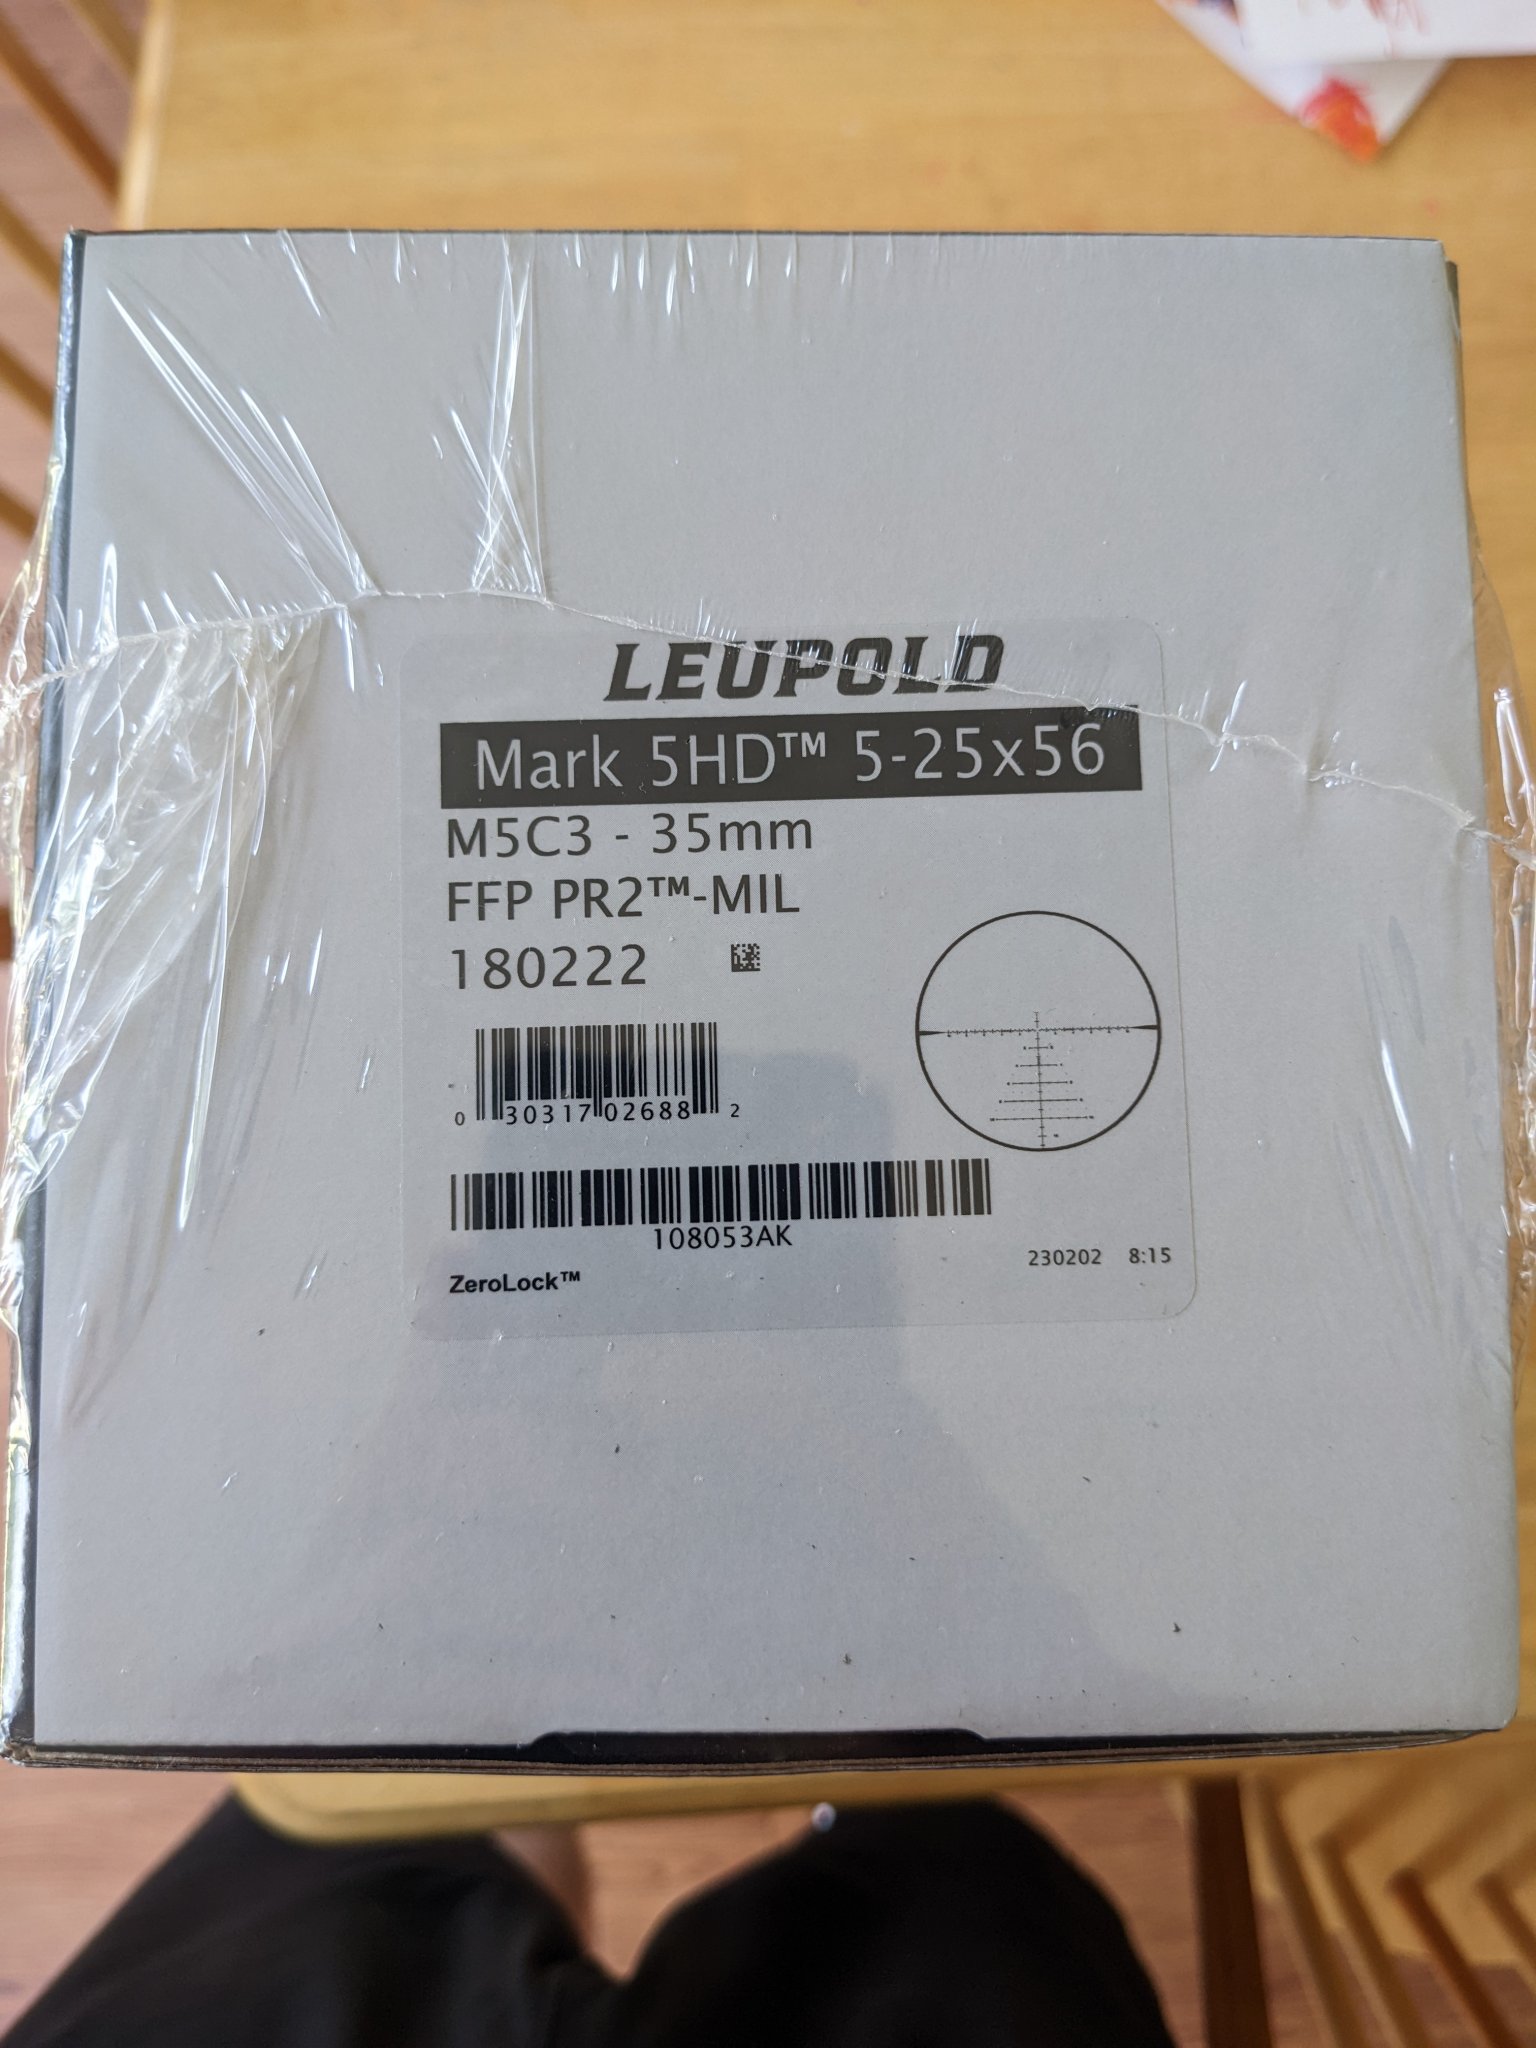 LEUPOLD
Mark 5HD™ 5-25x56
M5C3 - 35mm
FFP PR2™-MIL
180222
0 30317 02688 2
108053AK
ZeroLock™
230202 8:15